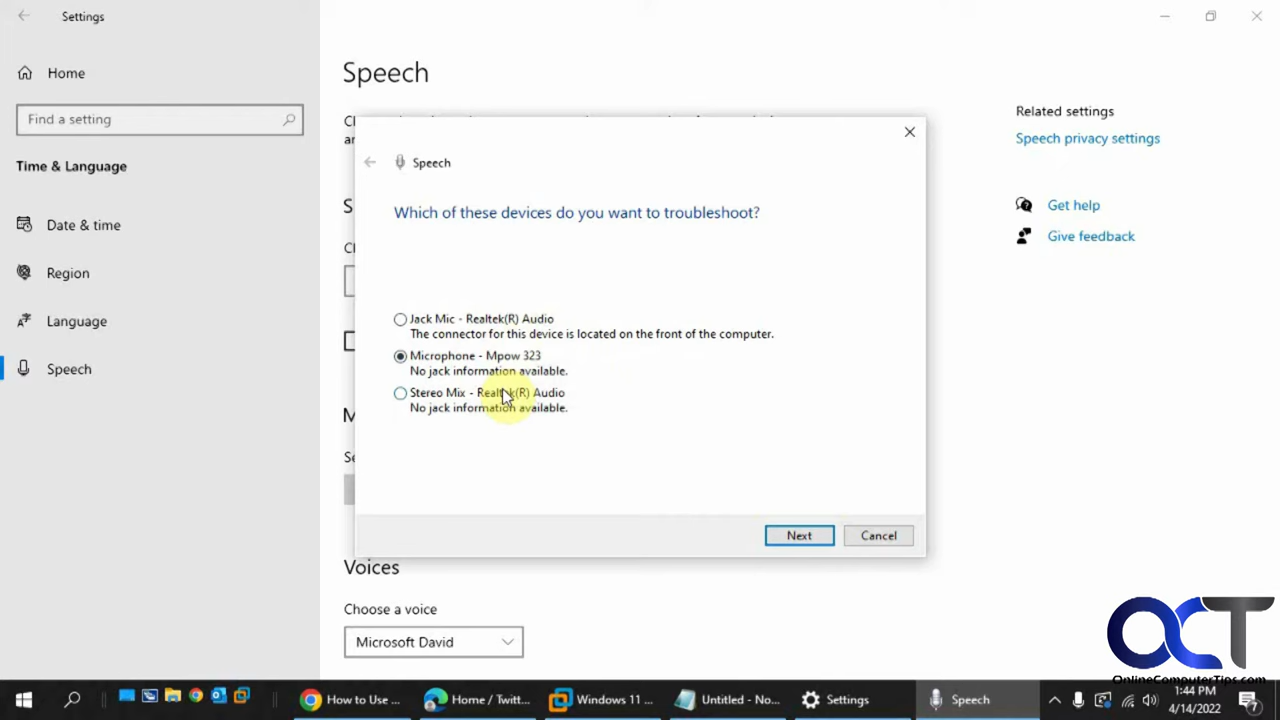 Settings
Home
Find a setting
Time & Language
Date & time
Region
Language
Speech
Speech
Related settings
Speech privacy settings
Get help
Give feedback
Speech
Which of these devices do you want to troubleshoot?
Jack Mic - Realtek(R) Audio
The connector for this device is located on the front of the computer.
Microphone - Mpow 323
No jack information available.
Stereo Mix - Realtek(R) Audio
No jack information available.
Next
Cancel
Voices
Choose a voice
Microsoft David
OCT
OnlineComputerTips.com
How to Use ...
Home / Twitt...
Windows 11 ...
Untitled - No...
Settings
Speech
1:44 PM
4/14/2022
7